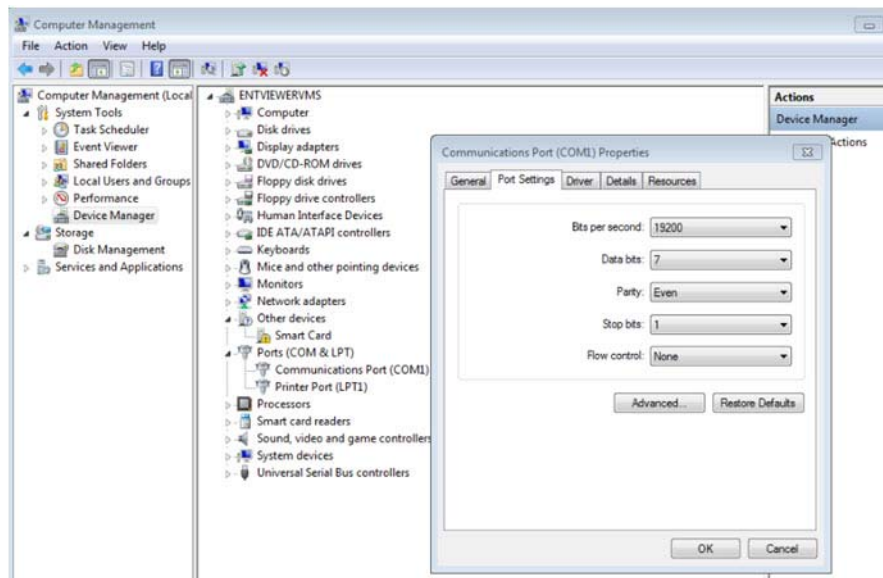 Computer Management
File Action View Help
Computer Management (Local
System Tools
Task Scheduler
Event Viewer
Shared Folders
Local Users and Groups
Performance
Device Manager
Storage
Disk Management
Services and Applications
ENTVIEWERVMS
Computer
Disk drives
Display adapters
DVD/CD-ROM drives
Floppy disk drives
Floppy drive controllers
Human Interface Devices
IDE ATA/ATAPI controllers
Keyboards
Mice and other pointing devices
Monitors
Network adapters
Other devices
Smart Card
Ports (COM & LPT)
Communications Port (COM1)
Printer Port (LPT1)
Processors
Smart card readers
Sound, video and game controllers
System devices
Universal Serial Bus controllers
Actions
Device Manager
Actions
Communications Port (COM1) Properties
General Port Settings Driver Details Resources
Bits per second: 19200
Data bits: 7
Parity: Even
Stop bits: 1
Flow control: None
Advanced... Restore Defaults
OK Cancel